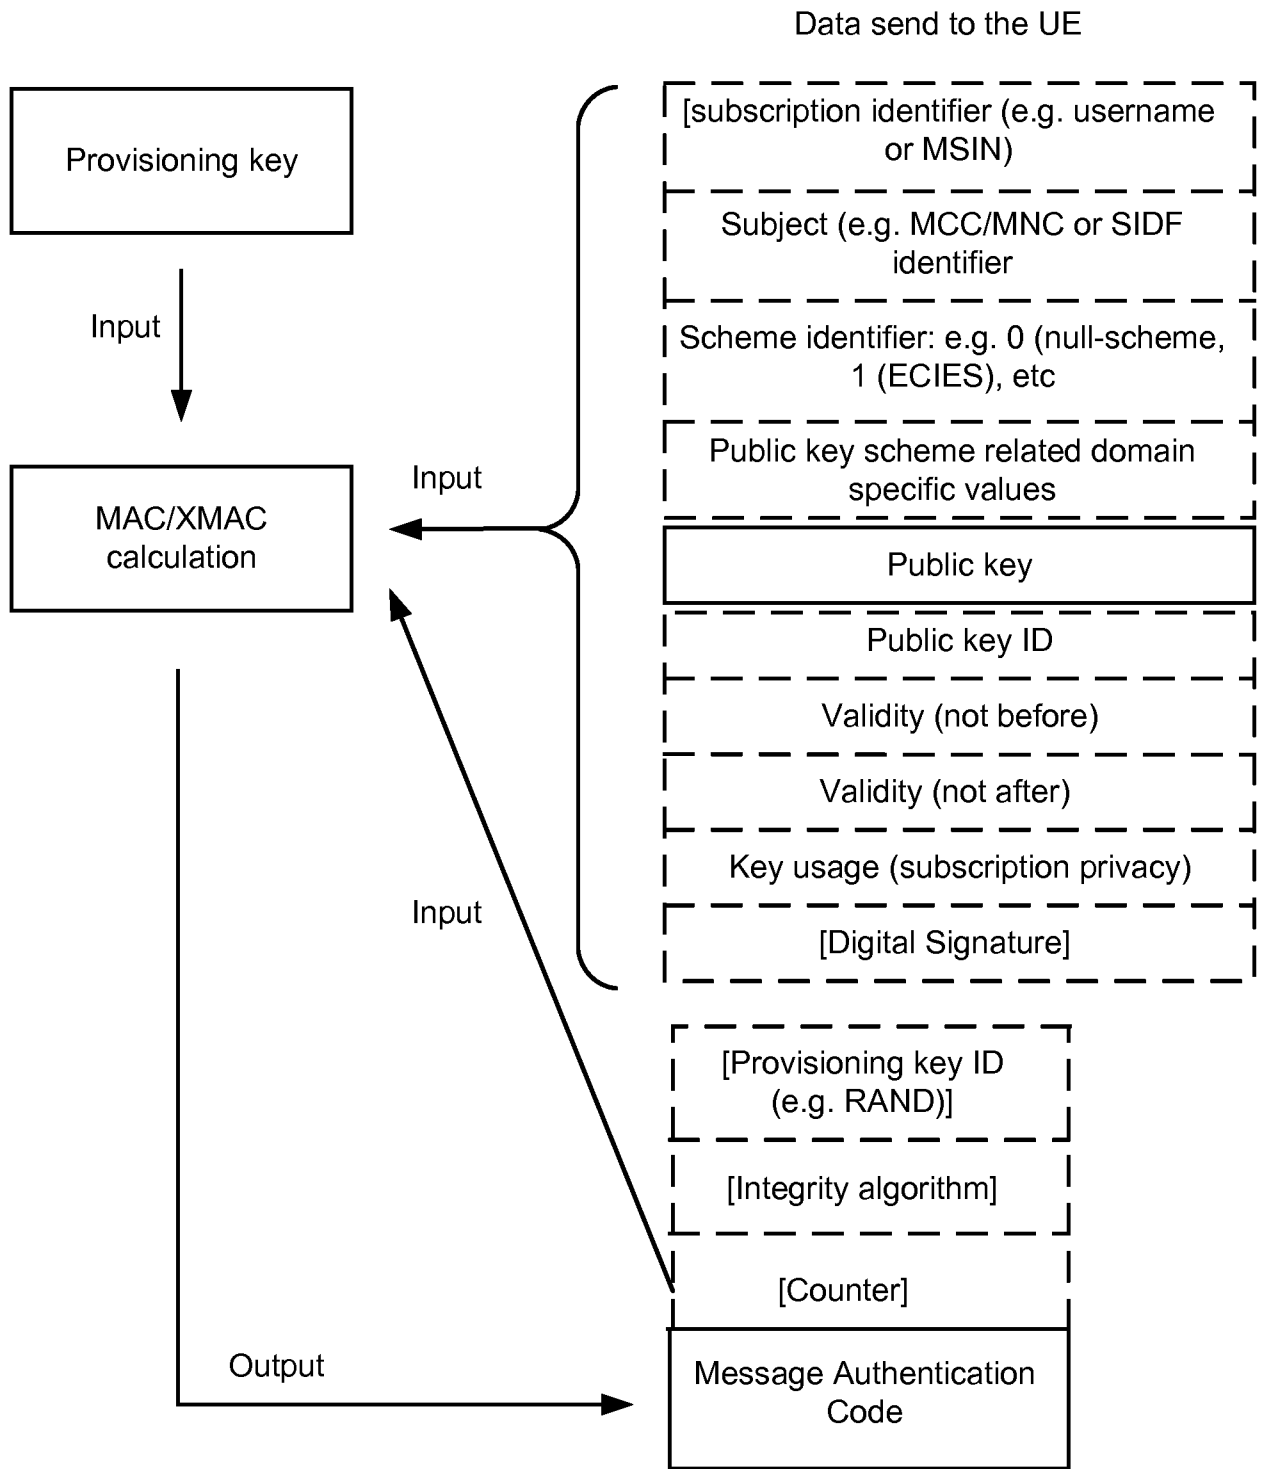 Data send to the UE
Provisioning key
Input
MAC/XMAC
calculation
Input
Input
Output
[subscription identifier (e.g. username
or MSIN)
Subject (e.g. MCC/MNC or SIDF
identifier
Scheme identifier: e.g. 0 (null-scheme,
1 (ECIES), etc
Public key scheme related domain
specific values
Public key
Public key ID
Validity (not before)
Validity (not after)
Key usage (subscription privacy)
[Digital Signature]
[Provisioning key ID
(e.g. RAND)]
[Integrity algorithm]
[Counter]
Message Authentication
Code